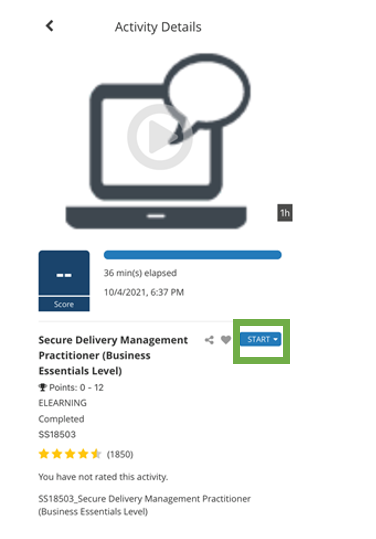 Activity Details
1h
--
Score
36 min(s) elapsed
10/4/2021, 6:37 PM
Secure Delivery Management
Practitioner (Business
Essentials Level)
START
Points: 0 - 12
ELEARNING
Completed
SS18503
(1850)
You have not rated this activity.
SS18503_Secure Delivery Management Practitioner
(Business Essentials Level)